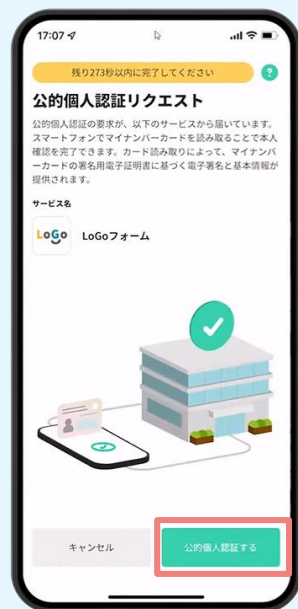 17:07
残り273秒以内に完了してください
?
公的個人認証リクエスト
公的個人認証の要求が、以下のサービスから届いています。
スマートフォンでマイナンバーカードを読み取ることで本人
確認を完了できます。カード読み取りによって、マイナンバ
ーカードの署名用電子証明書に基づく電子署名と基本情報が
提供されます。
サービス名
LoGo
LoGoフォーム
キャンセル
公的個人認証する